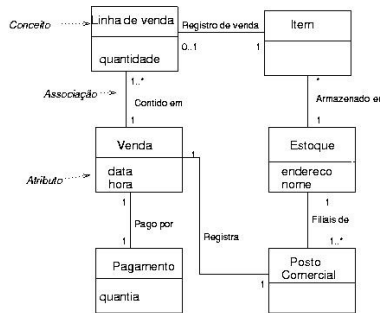 Conceito
Linha de venda
Registro de venda
Item
0..1
1
quantidade
1..*
*
Associação
Contido em
Armazenado em
1
1
Venda
1
Estoque
Atributo
data
hora
endereco
nome
1
1
Pago por
Registra
Filiais de
1
1..*
Pagamento
Posto
Comercial
1
quantia